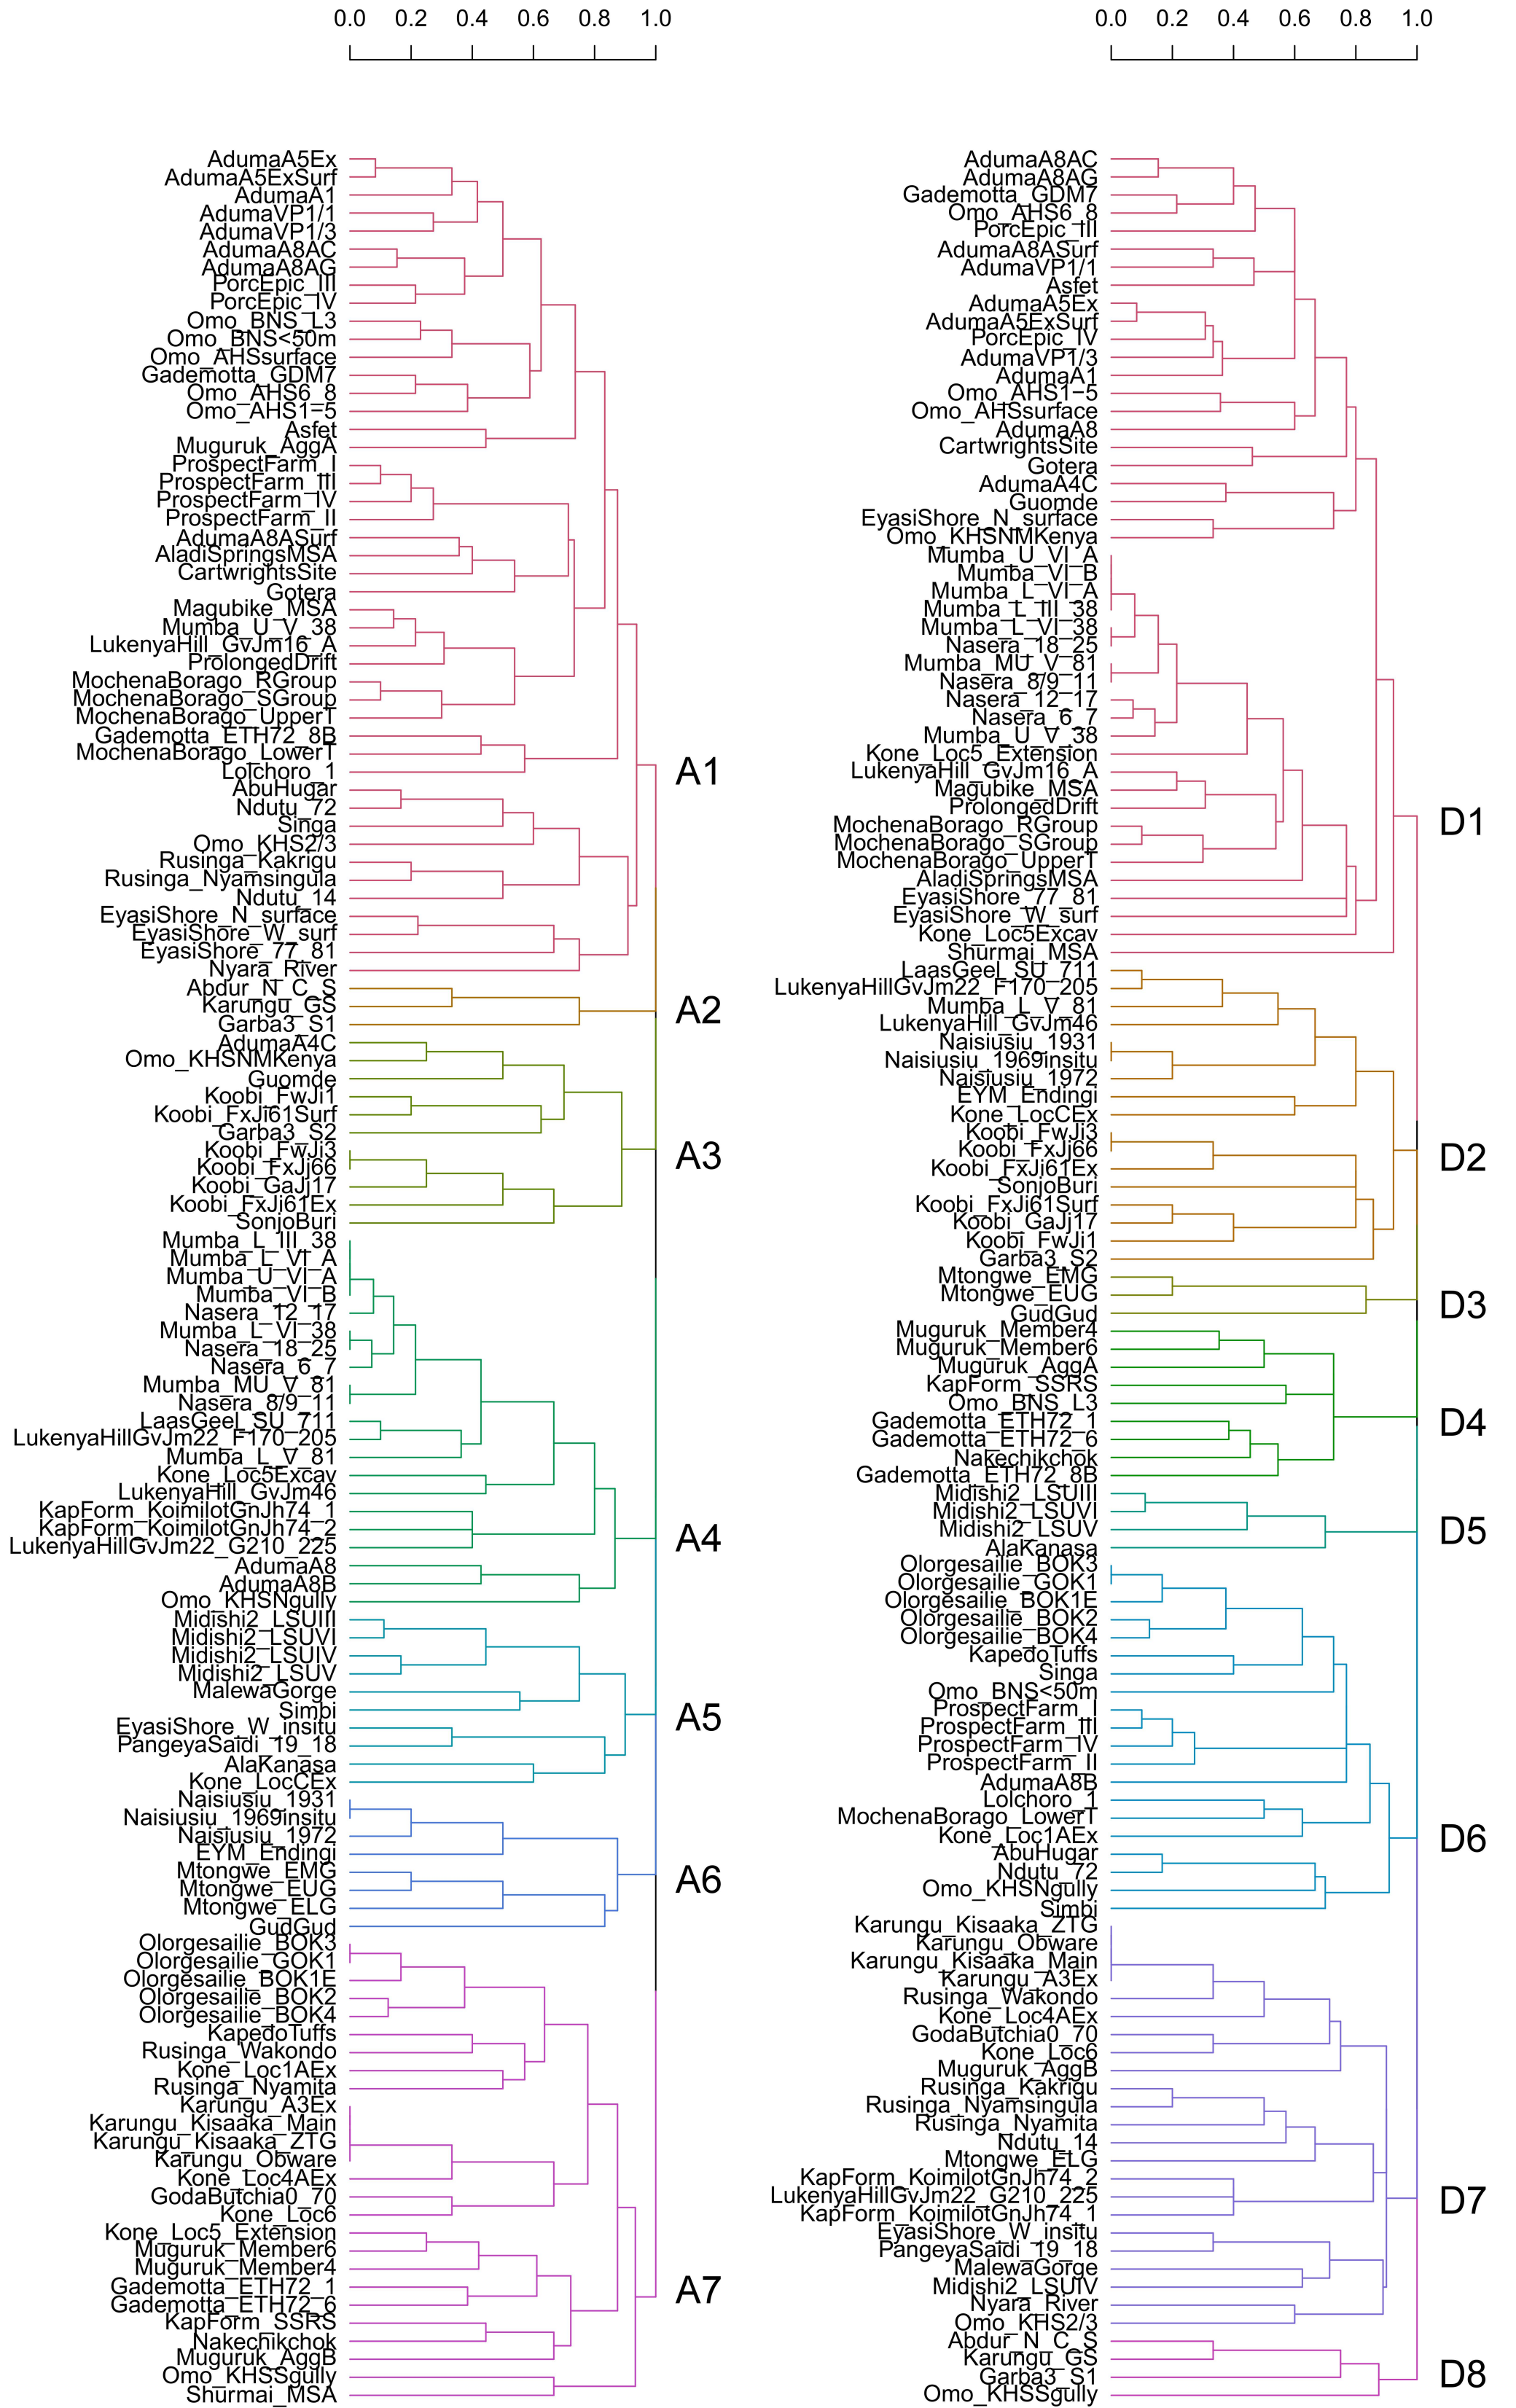 0.0 0.2 0.4 0.6 0.8 1.0
AdumaA5Ex
AdumaA5ExSurf
AdumaA1
AdumaVP1/1
AdumaVP1/3
AdumaA8AC
AdumaA8AG
PorcEpic_III
PorcEpic_IV
Omo_BNS_L3
Omo_BNS<50m
Omo_AHSsurface
Gademotta_GDM7
Omo_AHS6_8
Omo_AHS1−5
Asfet
Muguruk_AggA
ProspectFarm_I
ProspectFarm_III
ProspectFarm_IV
ProspectFarm_II
AdumaA8ASurf
AladiSpringsMSA
CartwrightsSite
Gotera
Magubike_MSA
Mumba_U_V_38
LukenyaHill_GvJm16_A
ProlongedDrift
MochenaBorago_RGroup
MochenaBorago_SGroup
MochenaBorago_UpperT
Gademotta_ETH72_8B
MochenaBorago_LowerT
Lolchoro_1
AbuHugar
Ndutu_72
Singa
Omo_KHS2/3
Rusinga_Kakrigu
Rusinga_Nyamsingula
Ndutu_14
EyasiShore_N_surface
EyasiShore_W_surf
EyasiShore_77_81
Nyara_River
Abdur_N_C_S
Karungu_GS
Garba3_S1
AdumaA4C
Omo_KHSNMKenya
Guomde
Koobi_FwJi1
Koobi_FxJi61Surf
Garba3_S2
Koobi_FwJi3
Koobi_FxJi66
Koobi_GaJj17
Koobi_FxJi61Ex
SonjoBuri
Mumba_L_III_38
Mumba_L_VI_A
Mumba_U_VI_A
Mumba_VI_B
Nasera_12_17
Mumba_L_VI_38
Nasera_18_25
Nasera_6_7
Mumba_MU_V_81
Nasera_8/9_11
LaasGeel_SU_711
LukenyaHillGvJm22_F170_205
Mumba_L_V_81
Kone_Loc5Excav
LukenyaHill_GvJm46
KapForm_KoimilotGnJh74_1
KapForm_KoimilotGnJh74_2
LukenyaHillGvJm22_G210_225
AdumaA8
AdumaA8B
Omo_KHSNgully
Midishi2_LSUIII
Midishi2_LSUVI
Midishi2_LSUIV
Midishi2_LSUV
MalewaGorge
Simbi
EyasiShore_W_insitu
PangeyaSaidi_19_18
AlaKanasa
Kone_LocCEx
Naisiusiu_1931
Naisiusiu_1969insitu
Naisiusiu_1972
EYM_Endingi
Mtongwe_EMG
Mtongwe_EUG
Mtongwe_ELG
GudGud
Olorgesailie_BOK3
Olorgesailie_GOK1
Olorgesailie_BOK1E
Olorgesailie_BOK2
Olorgesailie_BOK4
KapedoTuffs
Rusinga_Wakondo
Kone_Loc1AEx
Rusinga_Nyamita
Karungu_A3Ex
Karungu_Kisaaka_Main
Karungu_Kisaaka_ZTG
Karungu_Obware
Kone_Loc4AEx
GodaButchia0_70
Kone_Loc6
Kone_Loc5_Extension
Muguruk_Member6
Muguruk_Member4
Gademotta_ETH72_1
Gademotta_ETH72_6
KapForm_SSRS
Nakechikchok
Muguruk_AggB
Omo_KHSSgully
Shurmai_MSA
A1
A2
A3
A4
A5
A6
A7
0.0 0.2 0.4 0.6 0.8 1.0
AdumaA8AC
AdumaA8AG
Gademotta_GDM7
Omo_AHS6_8
PorcEpic_III
AdumaA8ASurf
AdumaVP1/1
Asfet
AdumaA5Ex
AdumaA5ExSurf
PorcEpic_IV
AdumaVP1/3
AdumaA1
Omo_AHS1−5
Omo_AHSsurface
AdumaA8
CartwrightsSite
Gotera
AdumaA4C
Guomde
EyasiShore_N_surface
Omo_KHSNMKenya
Mumba_U_VI_A
Mumba_VI_B
Mumba_L_VI_A
Mumba_L_III_38
Mumba_L_VI_38
Nasera_18_25
Mumba_MU_V_81
Nasera_8/9_11
Nasera_12_17
Nasera_6_7
Mumba_U_V_38
Kone_Loc5_Extension
LukenyaHill_GvJm16_A
Magubike_MSA
ProlongedDrift
MochenaBorago_RGroup
MochenaBorago_SGroup
MochenaBorago_UpperT
AladiSpringsMSA
EyasiShore_77_81
EyasiShore_W_surf
Kone_Loc5Excav
Shurmai_MSA
LaasGeel_SU_711
LukenyaHillGvJm22_F170_205
Mumba_L_V_81
LukenyaHill_GvJm46
Naisiusiu_1931
Naisiusiu_1969insitu
Naisiusiu_1972
EYM_Endingi
Kone_LocCEx
Koobi_FwJi3
Koobi_FxJj66
Koobi_FxJi61Ex
SonjoBuri
Koobi_FxJi61Surf
Koobi_GaJj17
Koobi_FwJi1
Garba3_S2
Mtongwe_EMG
Mtongwe_EUG
GudGud
Muguruk_Member4
Muguruk_Member6
Muguruk_AggA
KapForm_SSRS
Omo_BNS_L3
Gademotta_ETH72_1
Gademotta_ETH72_6
Nakechikchok
Gademotta_ETH72_8B
Midishi2_LSUIII
Midishi2_LSUVI
Midishi2_LSUV
AlaKanasa
Olorgesailie_BOK3
Olorgesailie_GOK1
Olorgesailie_BOK1E
Olorgesailie_BOK2
Olorgesailie_BOK4
KapedoTuffs
Singa
Omo_BNS<50m
ProspectFarm_I
ProspectFarm_III
ProspectFarm_IV
ProspectFarm_II
AdumaA8B
Lolchoro_1
MochenaBorago_LowerT
Kone_Loc1AEx
AbuHugar
Ndutu_72
Omo_KHSNgully
Simbi
Karungu_Kisaaka_ZTG
Karungu_Obware
Karungu_Kisaaka_Main
Karungu_A3Ex
Rusinga_Wakondo
Kone_Loc4AEx
GodaButchia0_70
Kone_Loc6
Muguruk_AggB
Rusinga_Kakrigu
Rusinga_Nyamsingula
Rusinga_Nyamita
Ndutu_14
Mtongwe_ELG
KapForm_KoimilotGnJh74_2
LukenyaHillGvJm22_G210_225
KapForm_KoimilotGnJh74_1
EyasiShore_W_insitu
PangeyaSaidi_19_18
MalewaGorge
Midishi2_LSUIV
Nyara_River
Omo_KHS2/3
Abdur_N_C_S
Karungu_GS
Garba3_S1
Omo_KHSSgully
D1
D2
D3
D4
D5
D6
D7
D8